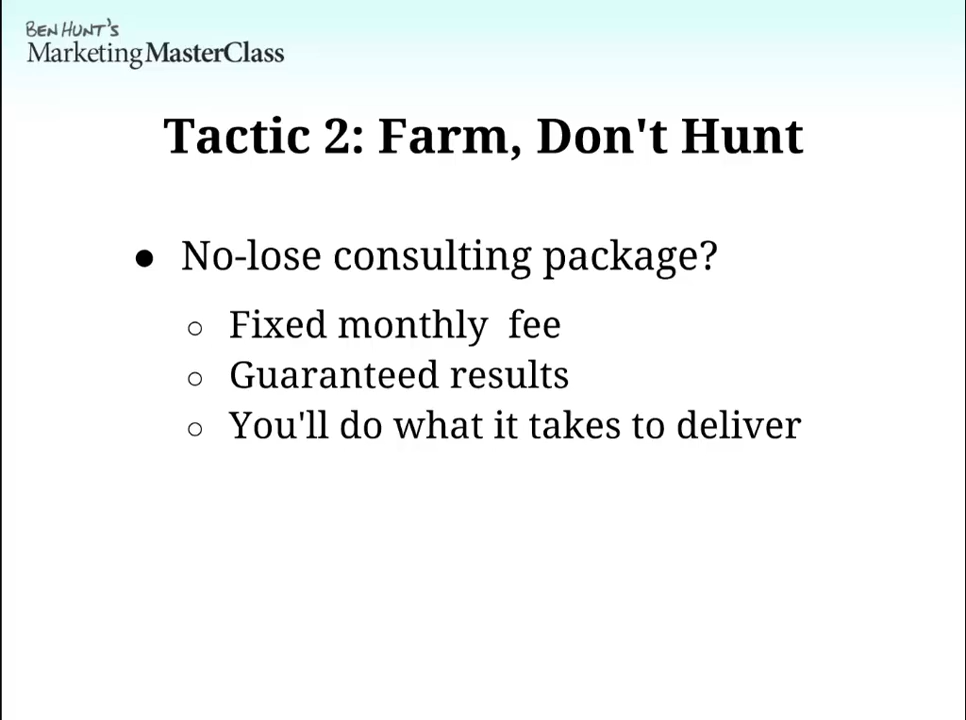 BEN HUNT'S
Marketing MasterClass
Tactic 2: Farm, Don't Hunt
● No-lose consulting package?
○ Fixed monthly  fee
○ Guaranteed results
○ You'll do what it takes to deliver